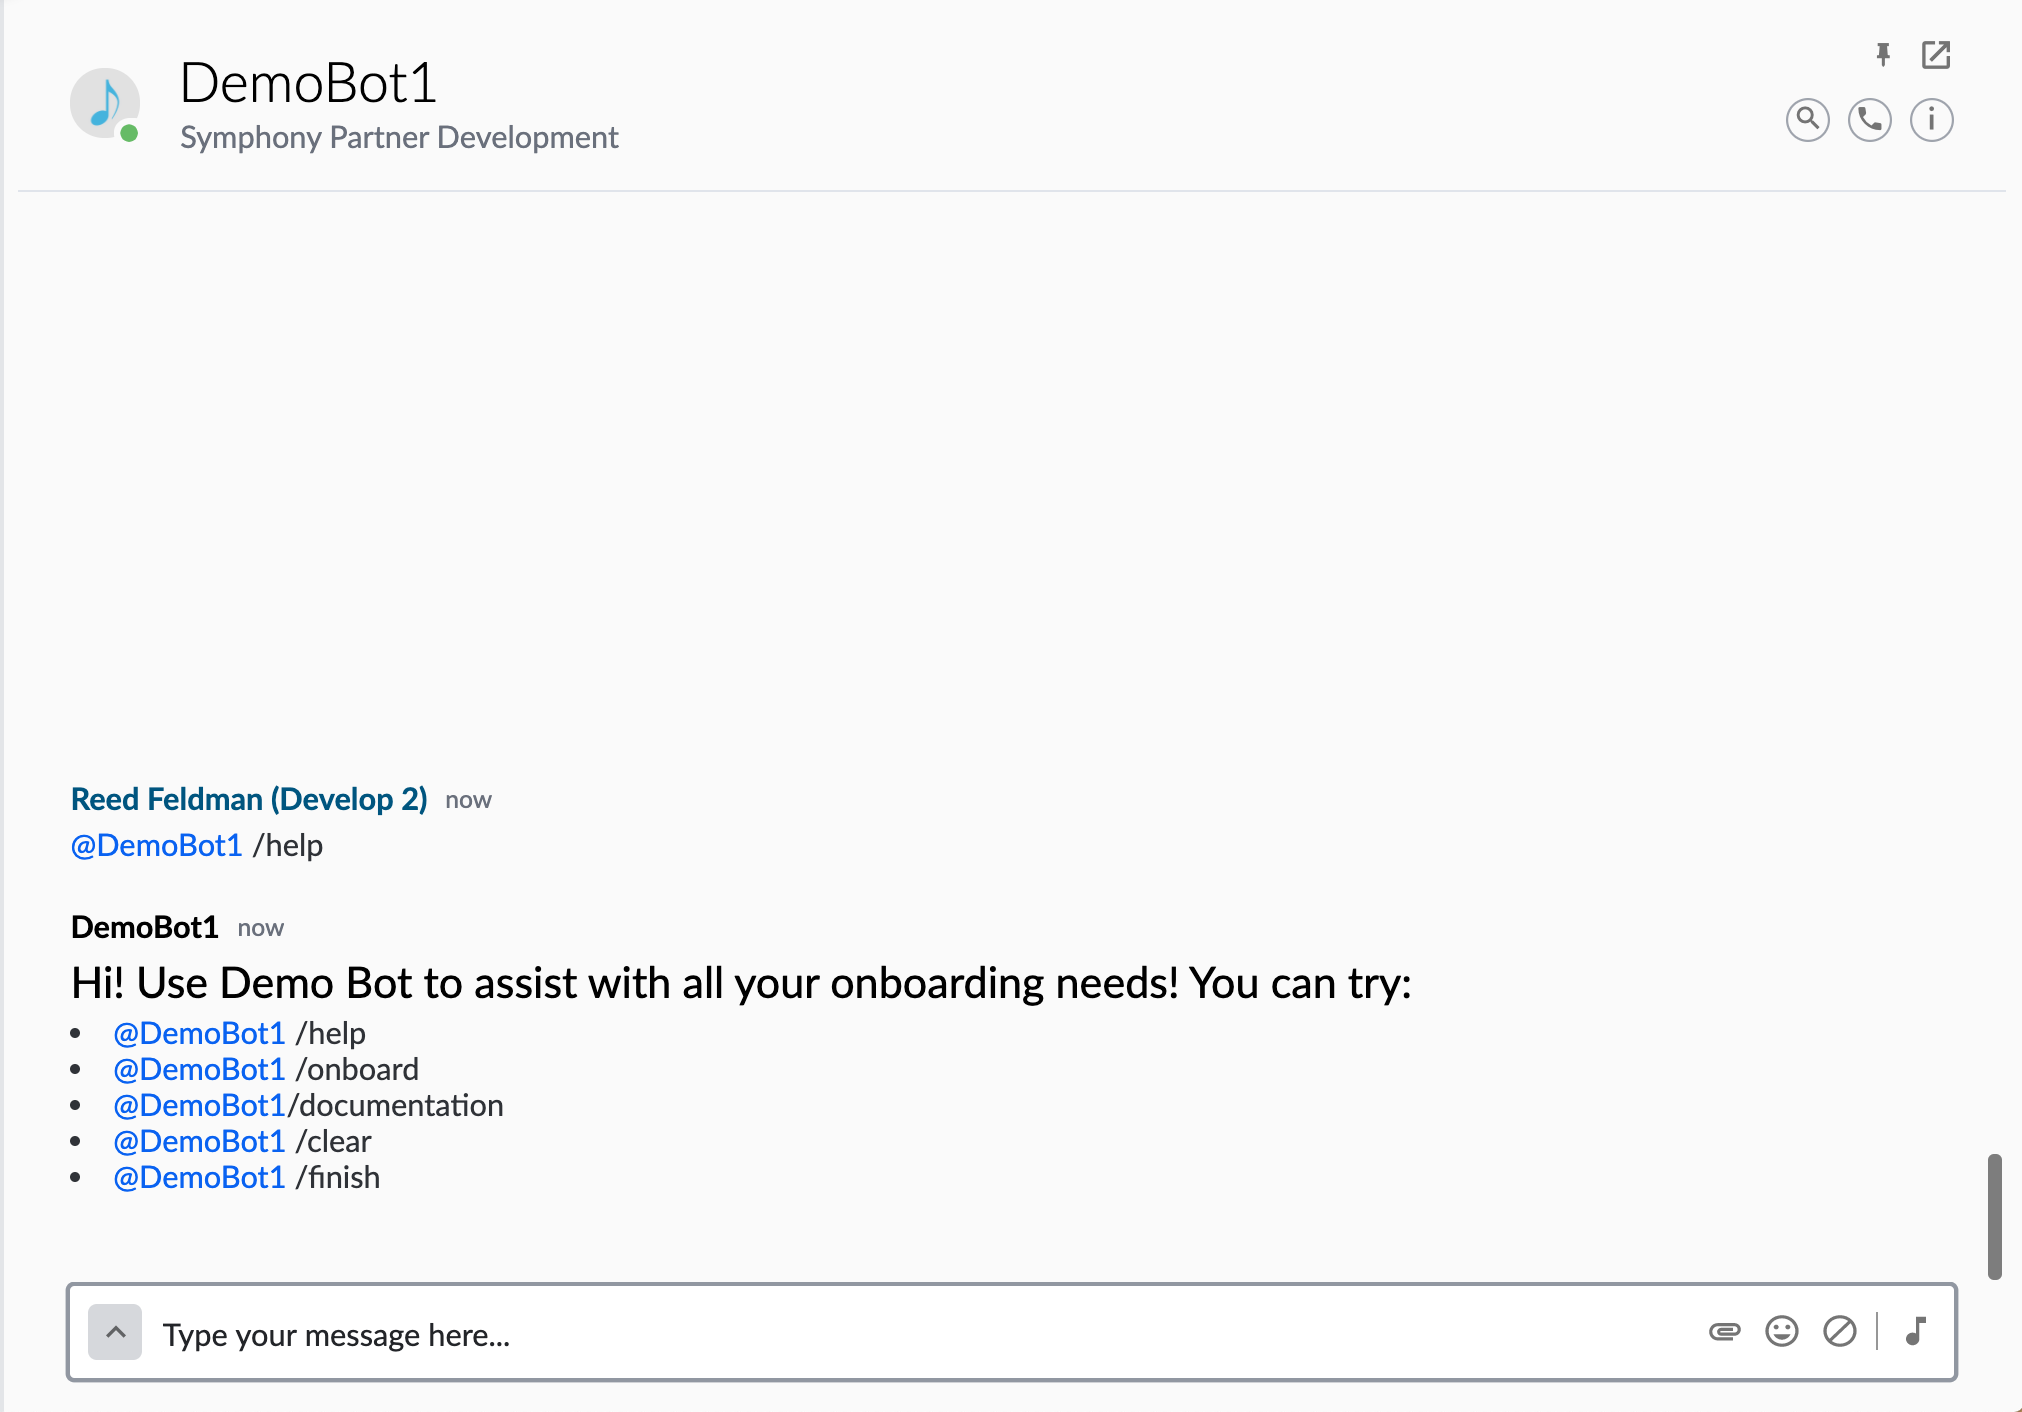 DemoBot1
Symphony Partner Development
Reed Feldman (Develop 2) now
@DemoBot1 /help
DemoBot1 now
Hi! Use Demo Bot to assist with all your onboarding needs! You can try:
• @DemoBot1 /help
• @DemoBot1 /onboard
• @DemoBot1/documentation
• @DemoBot1 /clear
• @DemoBot1 /finish
Type your message here...